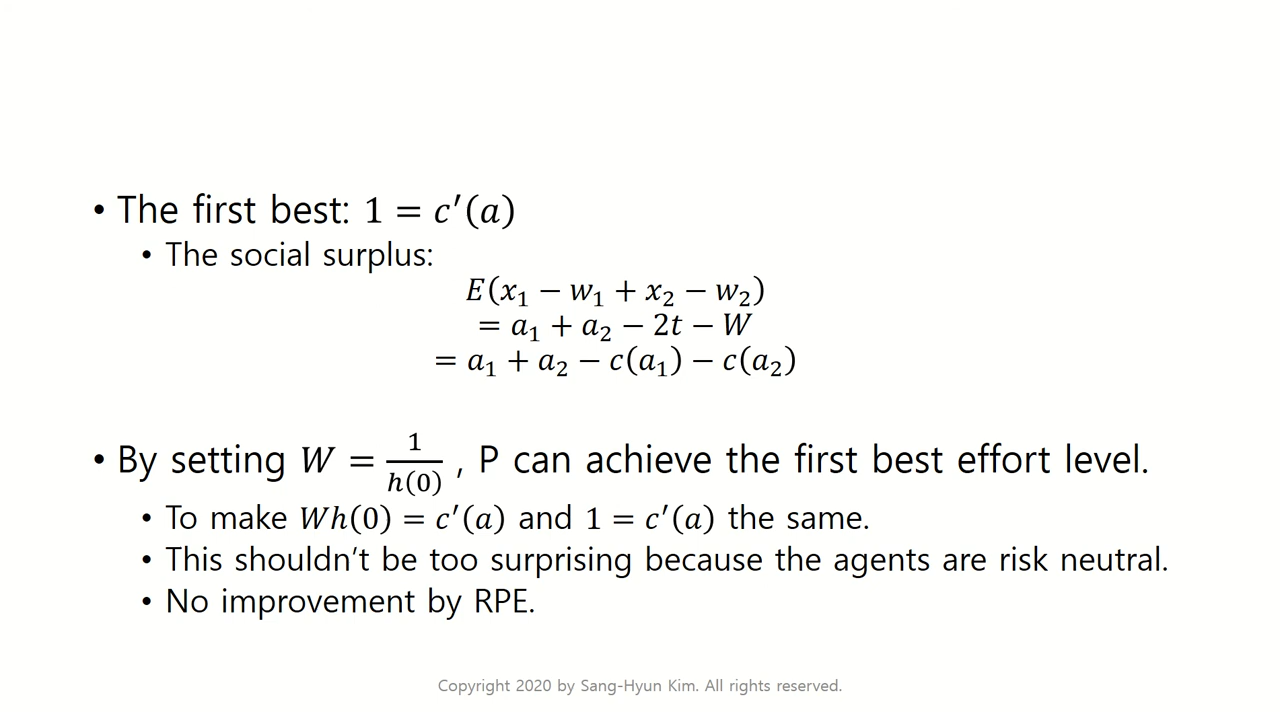 • The first best: 1 = c′(a)
• The social surplus:
E(x₁ − w₁ + x₂ − w₂)
= a₁ + a₂ − 2t − W
= a₁ + a₂ − c(a₁) − c(a₂)
• By setting W = 1/h(0) , P can achieve the first best effort level.
• To make Wh(0) = c′(a) and 1 = c′(a) the same.
• This shouldn’t be too surprising because the agents are risk neutral.
• No improvement by RPE.
Copyright 2020 by Sang-Hyun Kim. All rights reserved.